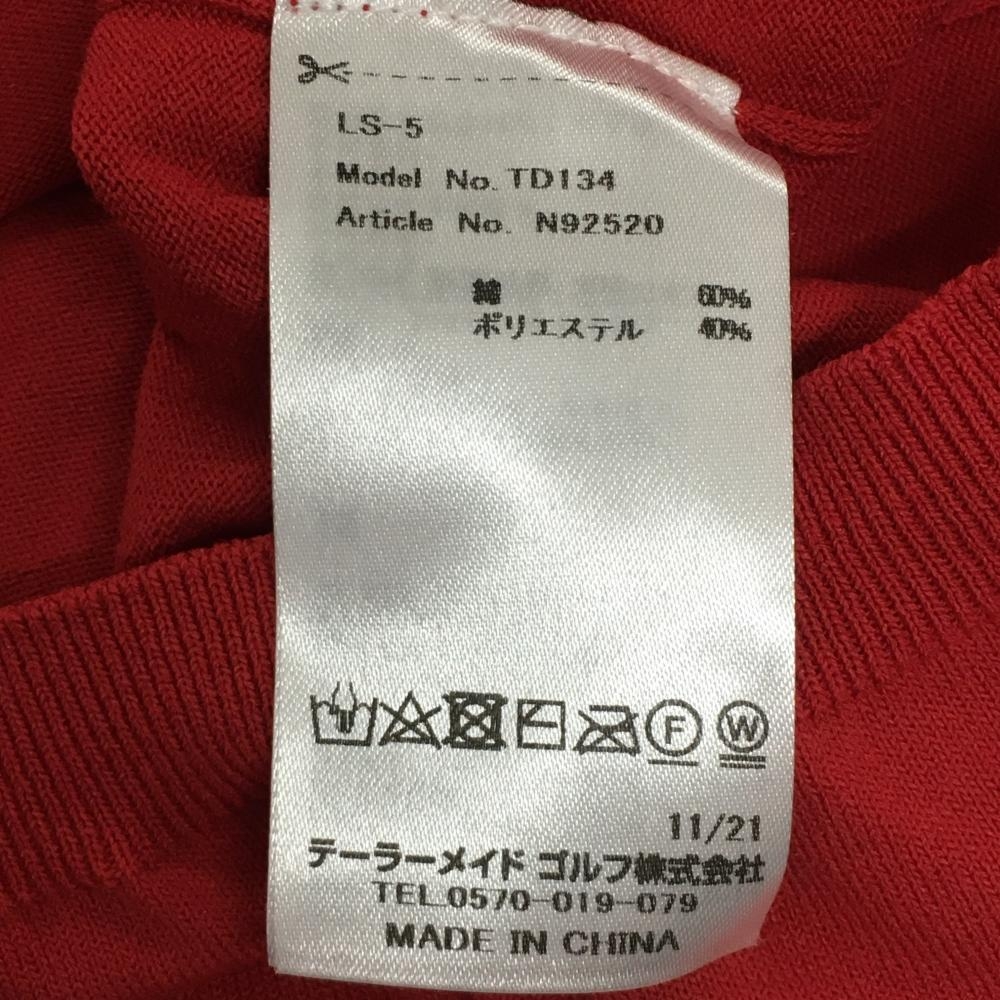 LS-5
Model No. TD134
Article No. N92520
綿 60%
ポリエステル 40%
F W
11/21
テーラーメイド ゴルフ株式会社
TEL.0570-019-079
MADE IN CHINA